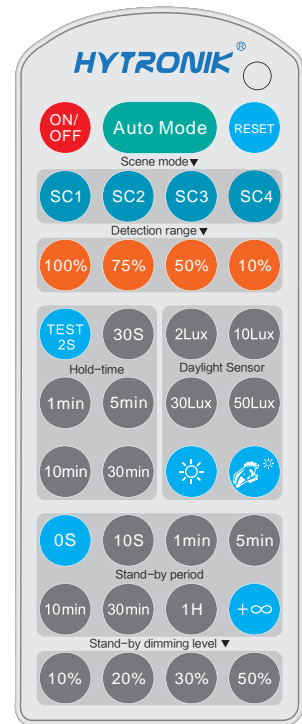 HYTRONIK®
ON/
OFF
Auto Mode
RESET
Scene mode▼
SC1 SC2 SC3 SC4
Detection range ▼
100% 75% 50% 10%
TEST
2S
30S
2Lux 10Lux
Hold-time
Daylight Sensor
1min 5min
30Lux 50Lux
10min 30min
0S 10S 1min 5min
Stand-by period
10min 30min 1H +∞
Stand-by dimming level ▼
10% 20% 30% 50%